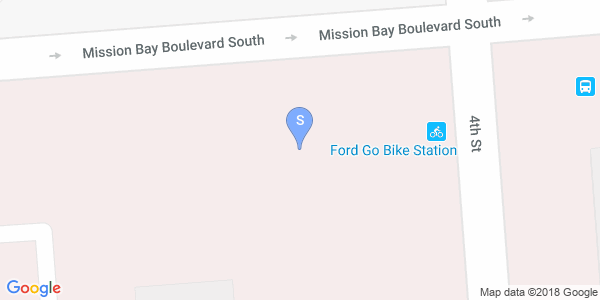 Mission Bay Boulevard South
Mission Bay Boulevard South
S
4th St
Ford Go Bike Station
Google
Map data ©2018 Google